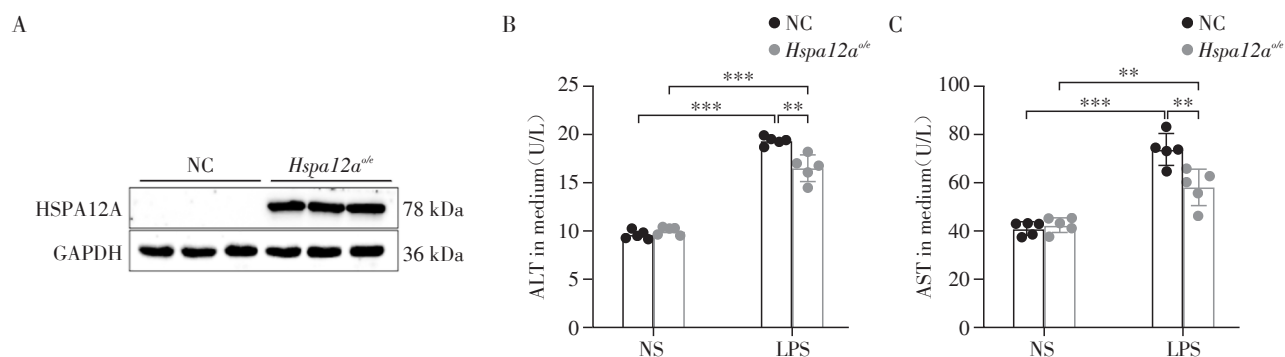 A
NC
Hspa12a^o/e
HSPA12A
78 kDa
GAPDH
36 kDa
B
NC
Hspa12a^o/e
ALT in medium(U/L)
25
20
15
10
5
0
***
***
**
NS
LPS
C
NC
Hspa12a^o/e
AST in medium(U/L)
100
80
60
40
20
0
**
***
**
NS
LPS